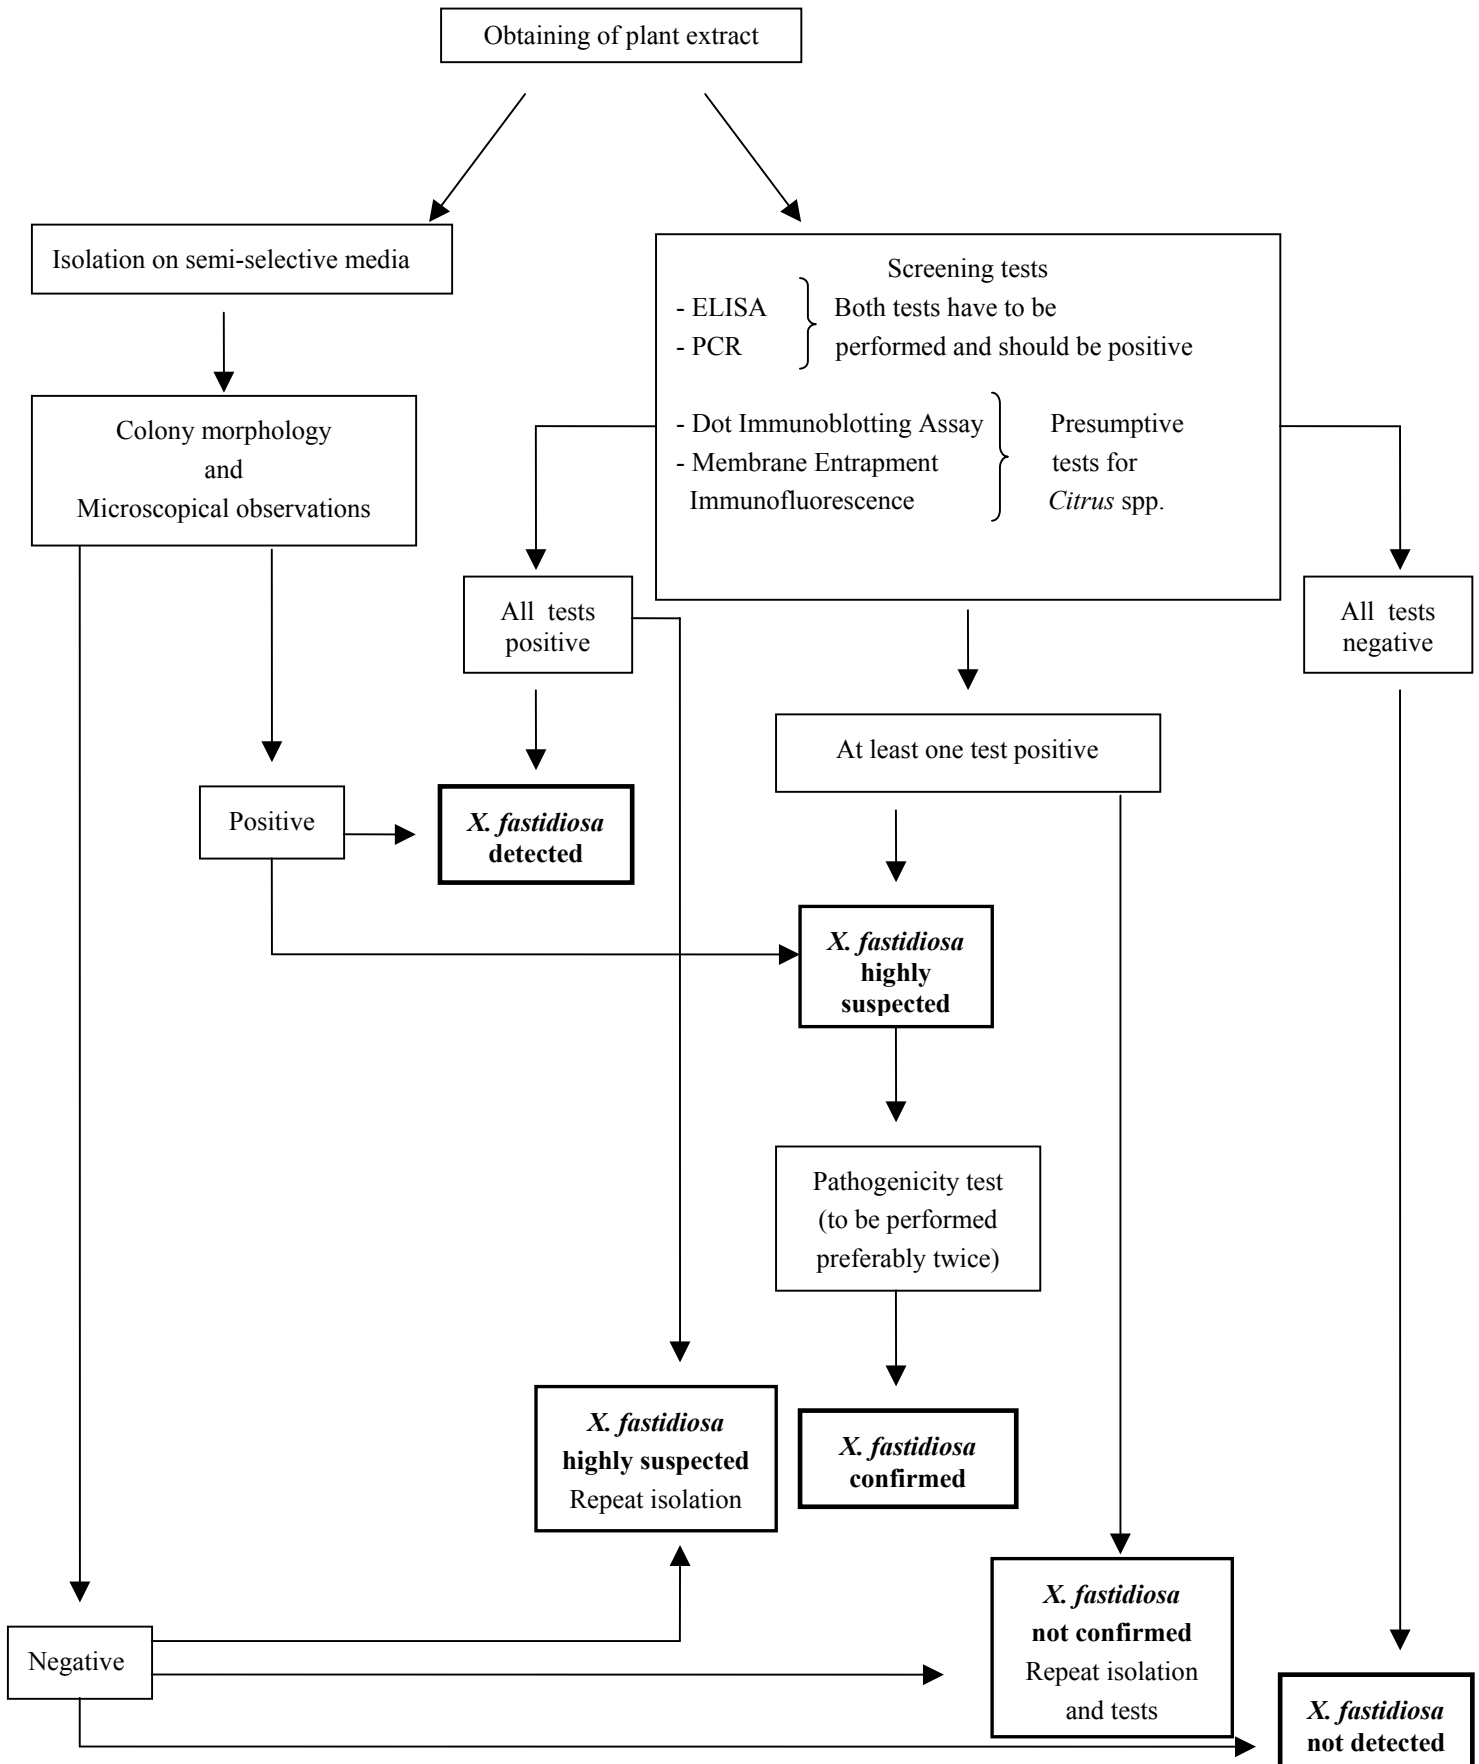 Obtaining of plant extract
Isolation on semi-selective media
Screening tests
- ELISA
- PCR
Both tests have to be
performed and should be positive
- Dot Immunoblotting Assay
- Membrane Entrapment
Immunofluorescence
Presumptive
tests for
Citrus spp.
Colony morphology
and
Microscopical observations
All tests
positive
All tests
negative
At least one test positive
Positive
X. fastidiosa
detected
X. fastidiosa
highly
suspected
Pathogenicity test
(to be performed
preferably twice)
X. fastidiosa
highly suspected
Repeat isolation
X. fastidiosa
confirmed
X. fastidiosa
not confirmed
Repeat isolation
and tests
Negative
X. fastidiosa
not detected